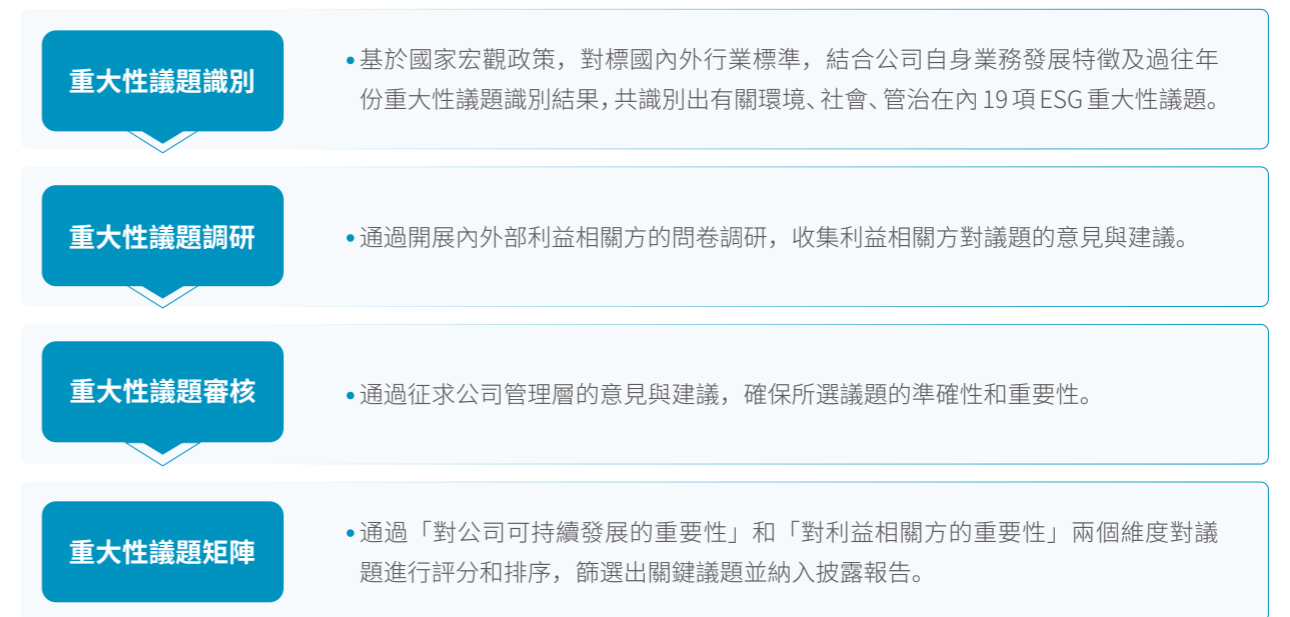 重大性議題識別
•基於國家宏觀政策，對標國內外行業標準，結合公司自身業務發展特徵及過往年
份重大性議題識別結果，共識別出有關環境、社會、管治在內 19 項 ESG 重大性議題。
重大性議題調研
•通過開展內外部利益相關方的問卷調研，收集利益相關方對議題的意見與建議。
重大性議題審核
•通過征求公司管理層的意見與建議，確保所選議題的準確性和重要性。
重大性議題矩陣
•通過「對公司可持續發展的重要性」和「對利益相關方的重要性」兩個維度對議
題進行評分和排序，篩選出關鍵議題並納入披露報告。